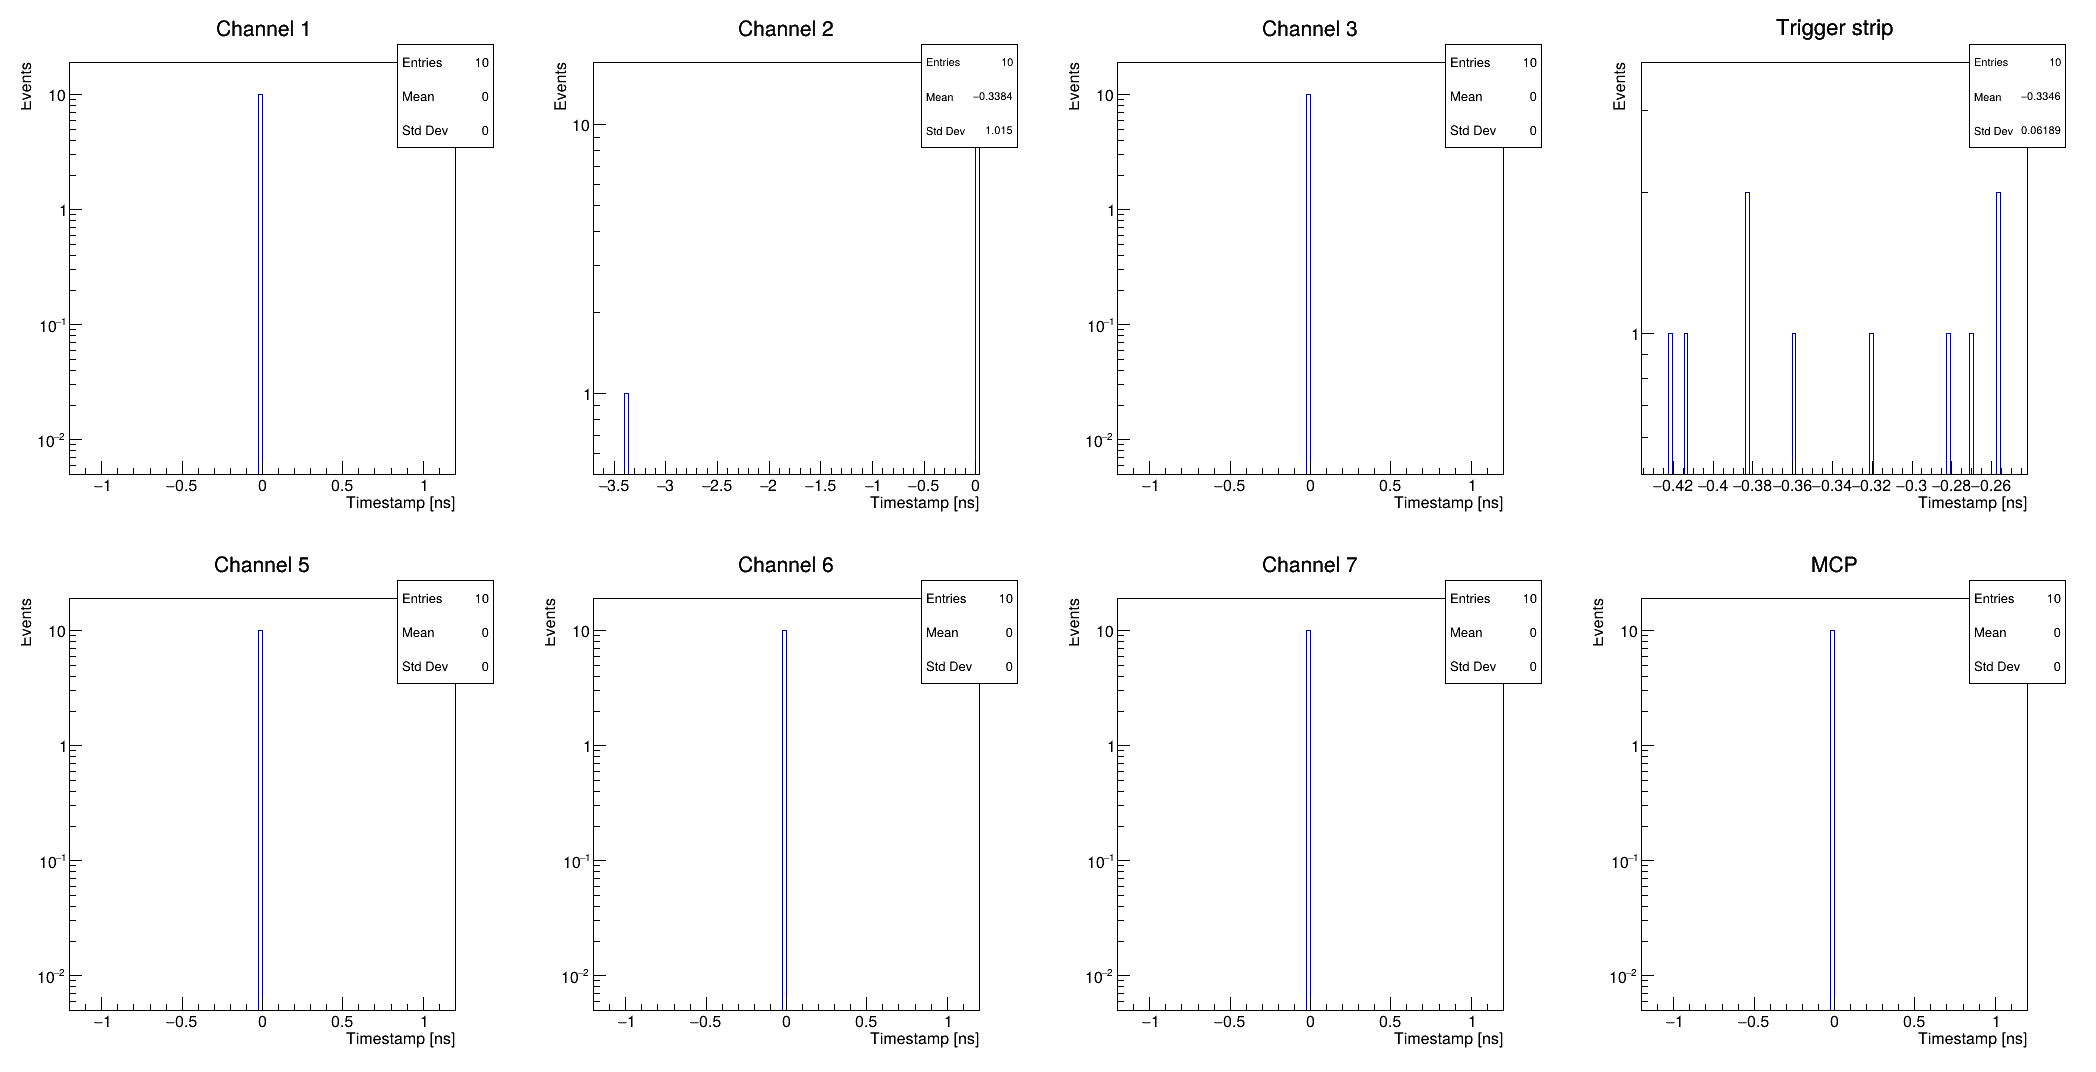 Channel 1
Events
Entries 10
Mean 0
Std Dev 0
10
1
10⁻¹
10⁻²
−1 −0.5 0 0.5 1
Timestamp [ns]
Channel 2
Events
Entries 10
Mean −0.3384
Std Dev 1.015
10
1
−3.5 −3 −2.5 −2 −1.5 −1 −0.5 0
Timestamp [ns]
Channel 3
Events
Entries 10
Mean 0
Std Dev 0
10
1
10⁻¹
10⁻²
−1 −0.5 0 0.5 1
Timestamp [ns]
Trigger strip
Events
Entries 10
Mean −0.3346
Std Dev 0.06189
1
−0.42 −0.4 −0.38 −0.36 −0.34 −0.32 −0.3 −0.28 −0.26
Timestamp [ns]
Channel 5
Events
Entries 10
Mean 0
Std Dev 0
10
1
10⁻¹
10⁻²
−1 −0.5 0 0.5 1
Timestamp [ns]
Channel 6
Events
Entries 10
Mean 0
Std Dev 0
10
1
10⁻¹
10⁻²
−1 −0.5 0 0.5 1
Timestamp [ns]
Channel 7
Events
Entries 10
Mean 0
Std Dev 0
10
1
10⁻¹
10⁻²
−1 −0.5 0 0.5 1
Timestamp [ns]
MCP
Events
Entries 10
Mean 0
Std Dev 0
10
1
10⁻¹
10⁻²
−1 −0.5 0 0.5 1
Timestamp [ns]